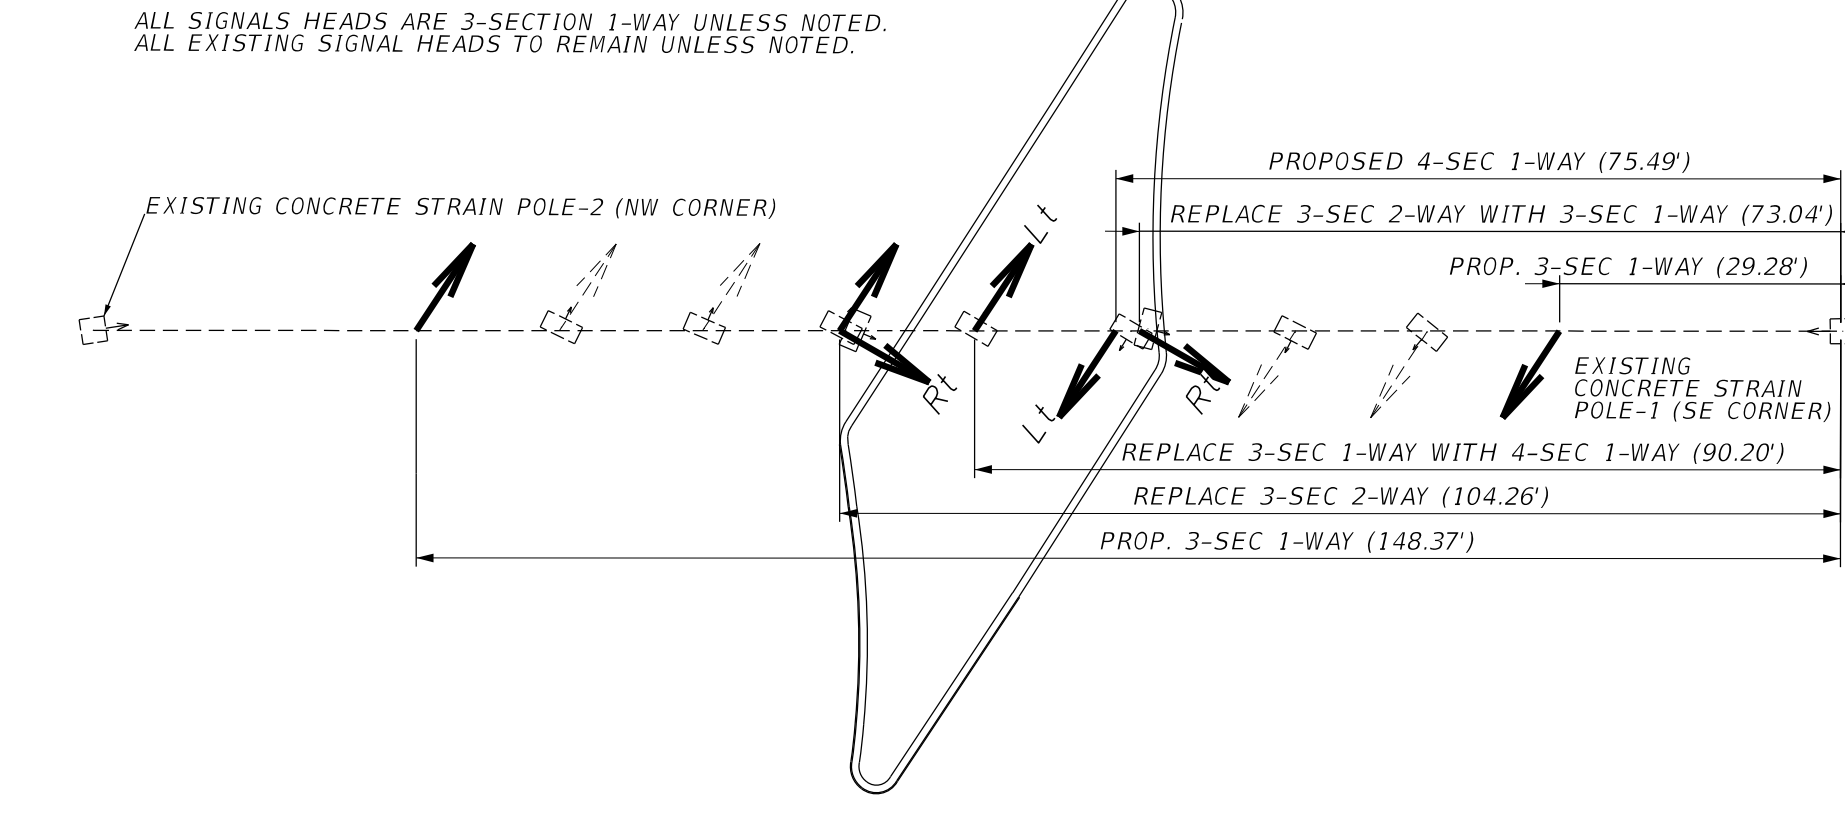 ALL SIGNALS HEADS ARE 3-SECTION 1-WAY UNLESS NOTED.
ALL EXISTING SIGNAL HEADS TO REMAIN UNLESS NOTED.
PROPOSED 4-SEC 1-WAY (75.49')
EXISTING CONCRETE STRAIN POLE-2 (NW CORNER)
REPLACE 3-SEC 2-WAY WITH 3-SEC 1-WAY (73.04')
Lt
PROP. 3-SEC 1-WAY (29.28')
EXISTING
CONCRETE STRAIN
POLE-1 (SE CORNER)
Rt
Rt
Lt
REPLACE 3-SEC 1-WAY WITH 4-SEC 1-WAY (90.20')
REPLACE 3-SEC 2-WAY (104.26')
PROP. 3-SEC 1-WAY (148.37')